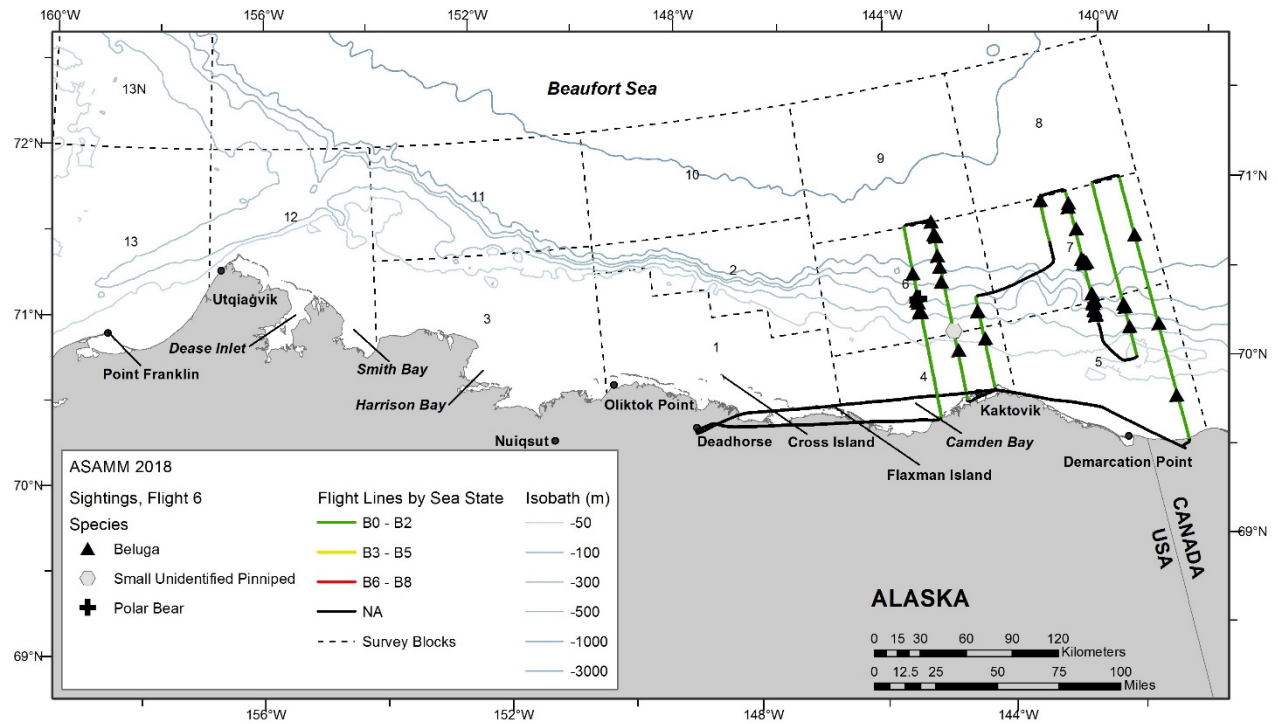 160°W 156°W 152°W 148°W 144°W 140°W
13N
Beaufort Sea
8
72°N
9
71°N
10
11
12
13
7
2
6
Utqiaġvik
71°N
3
Dease Inlet
1
70°N
Point Franklin
Smith Bay
5
4
Harrison Bay
Oliktok Point
Kaktovik
Nuiqsut
Deadhorse
Cross Island
Camden Bay
Flaxman Island
Demarcation Point
70°N
69°N
69°N
CANADA
USA
ASAMM 2018
Sightings, Flight 6
Species
Beluga
Small Unidentified Pinniped
Polar Bear
Flight Lines by Sea State
B0 - B2
B3 - B5
B6 - B8
NA
Survey Blocks
Isobath (m)
-50
-100
-300
-500
-1000
-3000
ALASKA
0 15 30 60 90 120
Kilometers
0 12.5 25 50 75 100
Miles
156°W 152°W 148°W 144°W